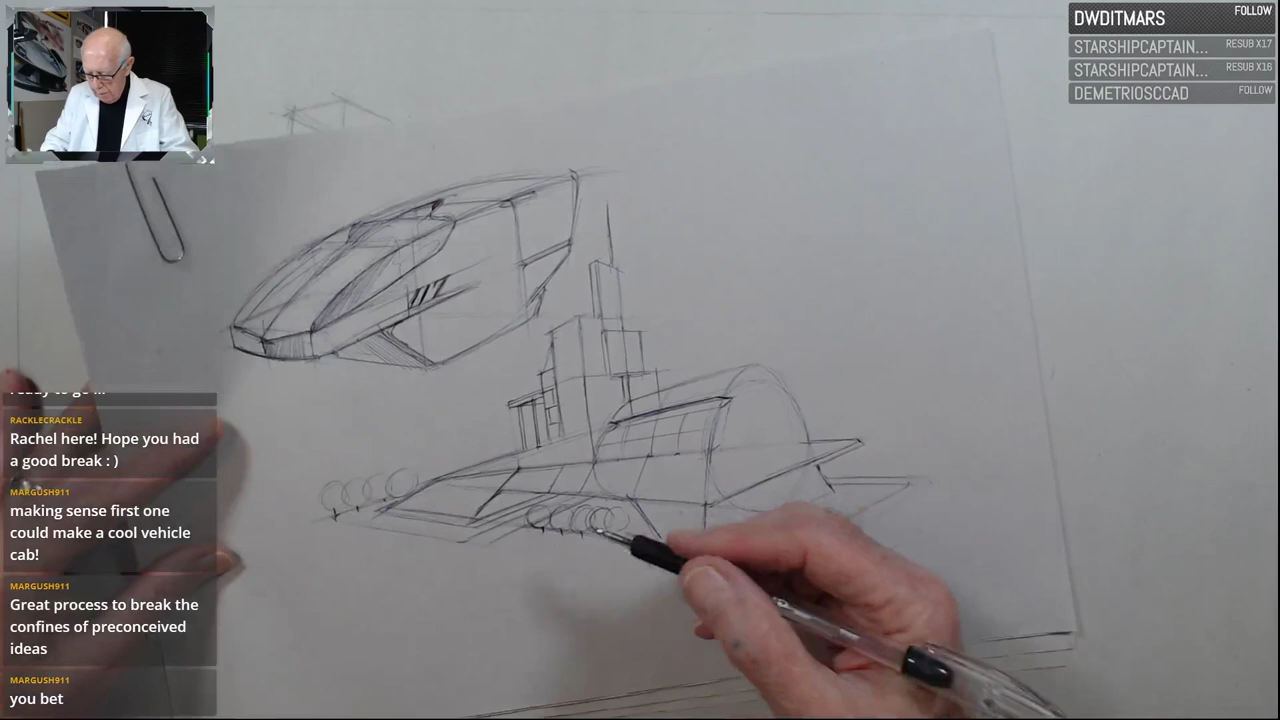 DWDITMARS FOLLOW
STARSHIPCAPTAIN... RESUB X17
STARSHIPCAPTAIN... RESUB X16
DEMETRIOSCCAD FOLLOW
RACKLECRACKLE
Rachel here! Hope you had
a good break : )
MARGUSH911
making sense first one
could make a cool vehicle
cab!
MARGUSH911
Great process to break the
confines of preconceived
ideas
MARGUSH911
you bet